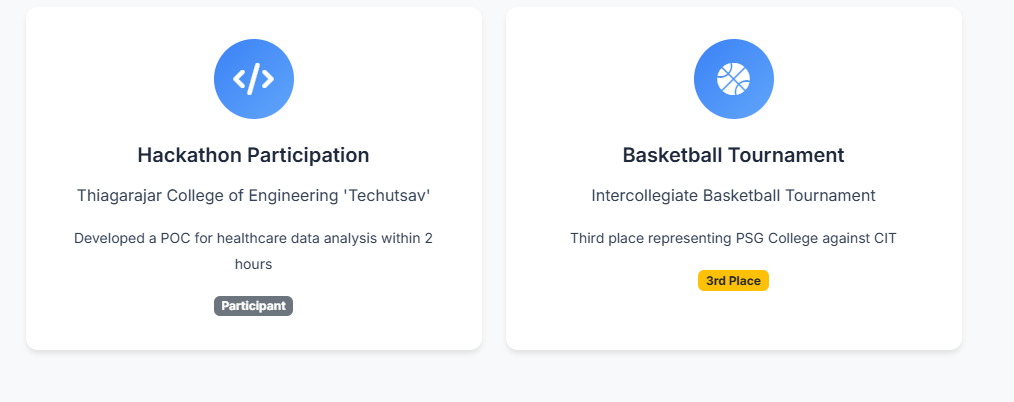 Hackathon Participation
Thiagarajar College of Engineering 'Techutsav'
Developed a POC for healthcare data analysis within 2
hours
Participant
Basketball Tournament
Intercollegiate Basketball Tournament
Third place representing PSG College against CIT
3rd Place